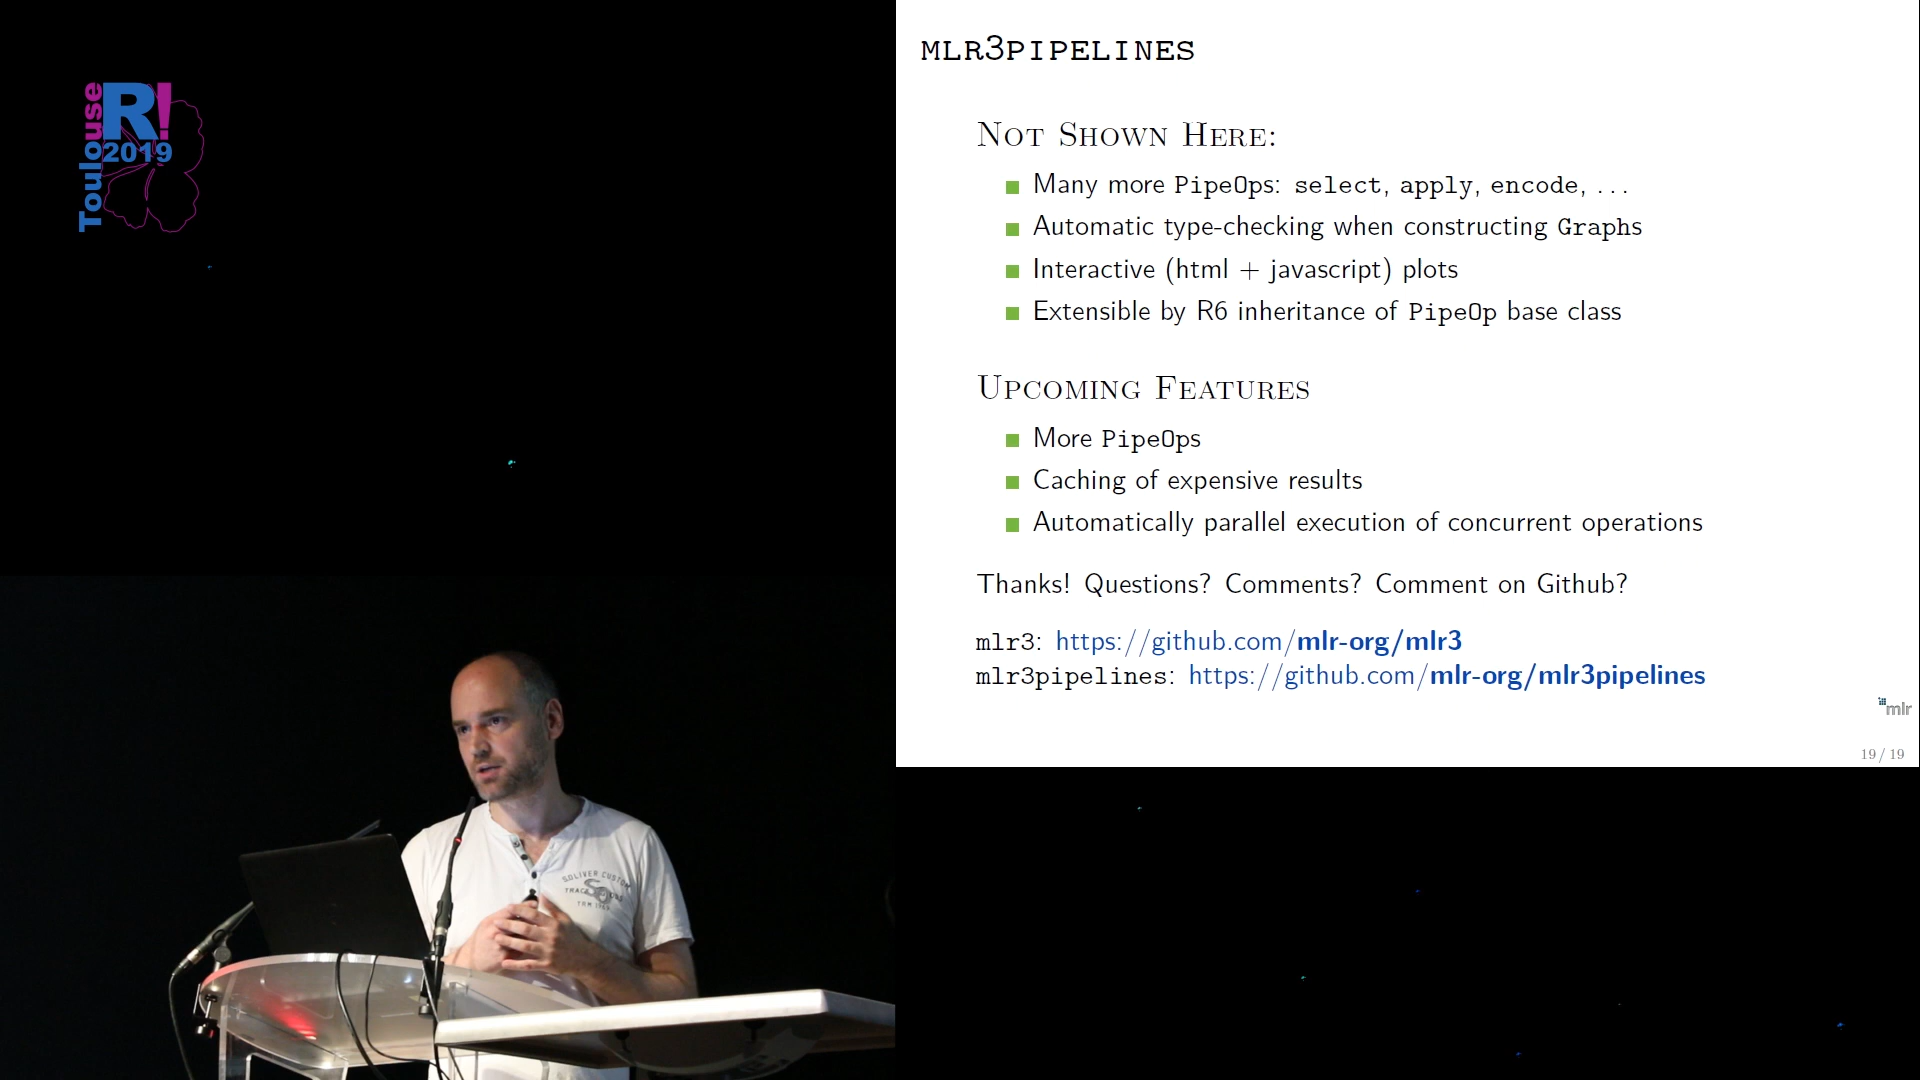 Toulouse
R!
2019
MLR3PIPELINES
NOT SHOWN HERE:
Many more PipeOps: select, apply, encode, ...
Automatic type-checking when constructing Graphs
Interactive (html + javascript) plots
Extensible by R6 inheritance of PipeOp base class
UPCOMING FEATURES
More PipeOps
Caching of expensive results
Automatically parallel execution of concurrent operations
Thanks! Questions? Comments? Comment on Github?
mlr3: https://github.com/mlr-org/mlr3
mlr3pipelines: https://github.com/mlr-org/mlr3pipelines
mlr
19 / 19